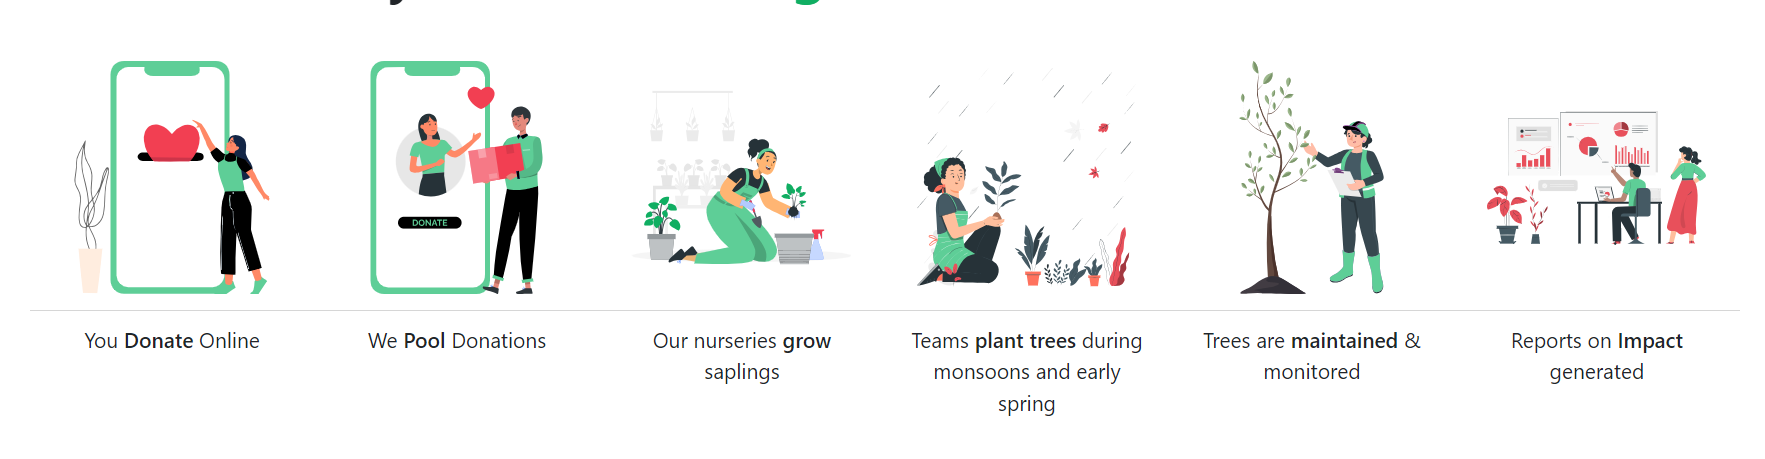 DONATE
You Donate Online
We Pool Donations
Our nurseries grow
saplings
Teams plant trees during
monsoons and early
spring
Trees are maintained &
monitored
Reports on Impact
generated